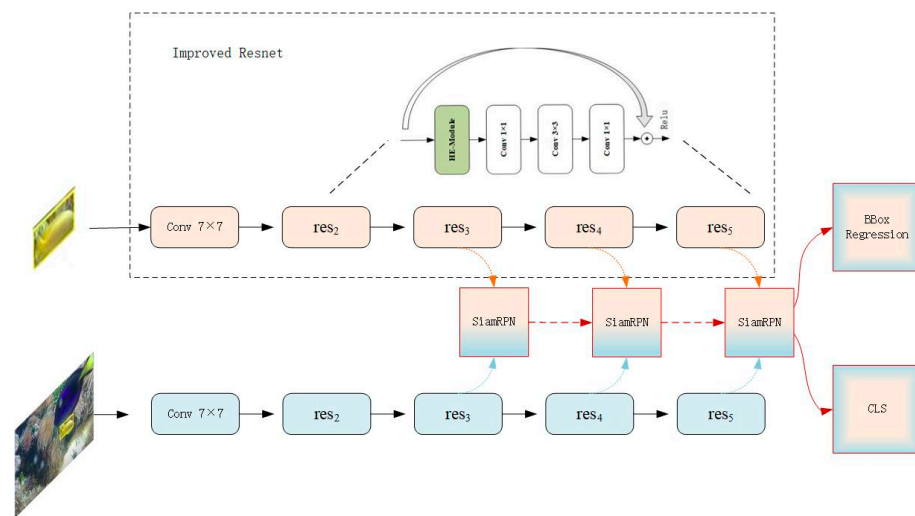 Improved Resnet
HE-Module
Conv 1×1
Conv 3×3
Conv 1×1
Relu
Conv 7×7
res2
res3
res4
res5
BBox
Regression
SiamRPN
SiamRPN
SiamRPN
Conv 7×7
res2
res3
res4
res5
CLS